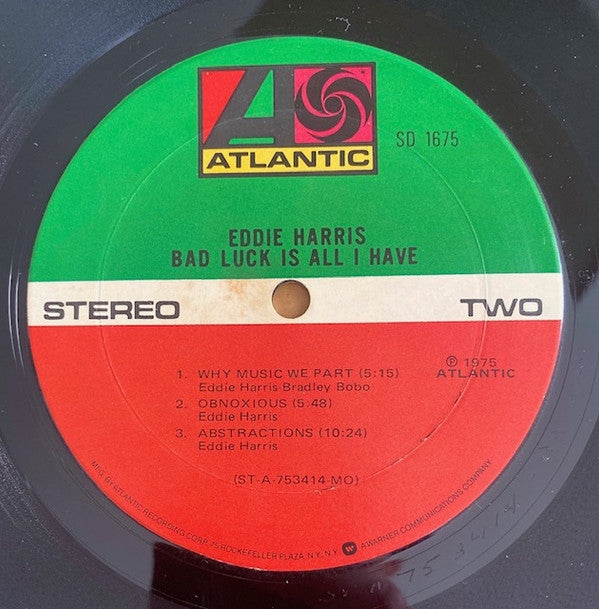 ATLANTIC
SD 1675
EDDIE HARRIS
BAD LUCK IS ALL I HAVE
STEREO TWO
1. WHY MUSIC WE PART (5:15)
Eddie Harris-Bradley Bobo
2. OBNOXIOUS (5:48)
Eddie Harris
3. ABSTRACTIONS (10:24)
Eddie Harris
℗ 1975
ATLANTIC
(ST-A-753414-MO)
MFG. BY ATLANTIC RECORDING CORP. 75 ROCKEFELLER PLAZA, N.Y. N.Y. A WARNER COMMUNICATIONS COMPANY